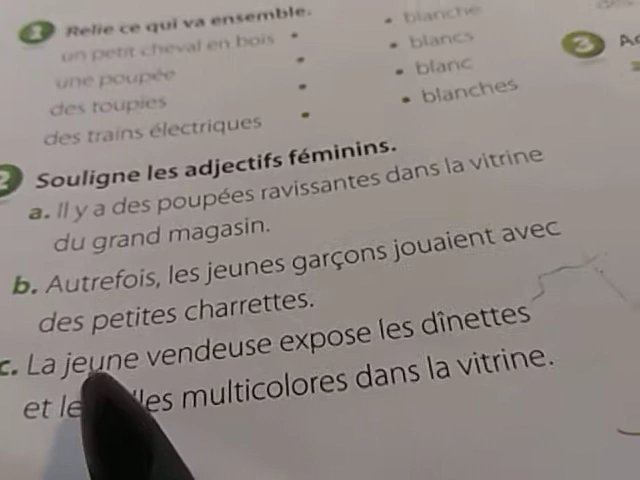 1 Relie ce qui va ensemble.
un petit cheval en bois • • blanche
une poupée • • blancs
des toupies • • blanc
des trains électriques • • blanches
3
2 Souligne les adjectifs féminins.
a. Il y a des poupées ravissantes dans la vitrine
du grand magasin.
b. Autrefois, les jeunes garçons jouaient avec
des petites charrettes.
c. La jeune vendeuse expose les dînettes
et multicolores dans la vitrine.